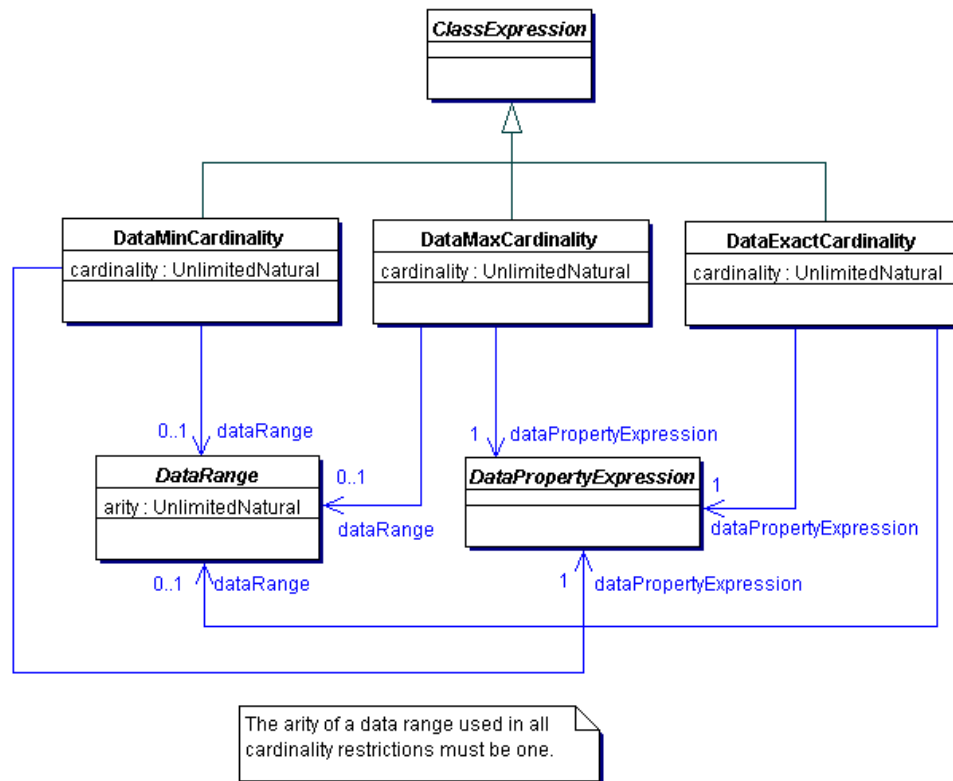 ClassExpression
DataMinCardinality
cardinality : UnlimitedNatural
DataMaxCardinality
cardinality : UnlimitedNatural
DataExactCardinality
cardinality : UnlimitedNatural
0..1 dataRange
1 dataPropertyExpression
DataRange
arity : UnlimitedNatural
0..1
dataRange
DataPropertyExpression
1
dataPropertyExpression
0..1 dataRange
1 dataPropertyExpression
The arity of a data range used in all
cardinality restrictions must be one.